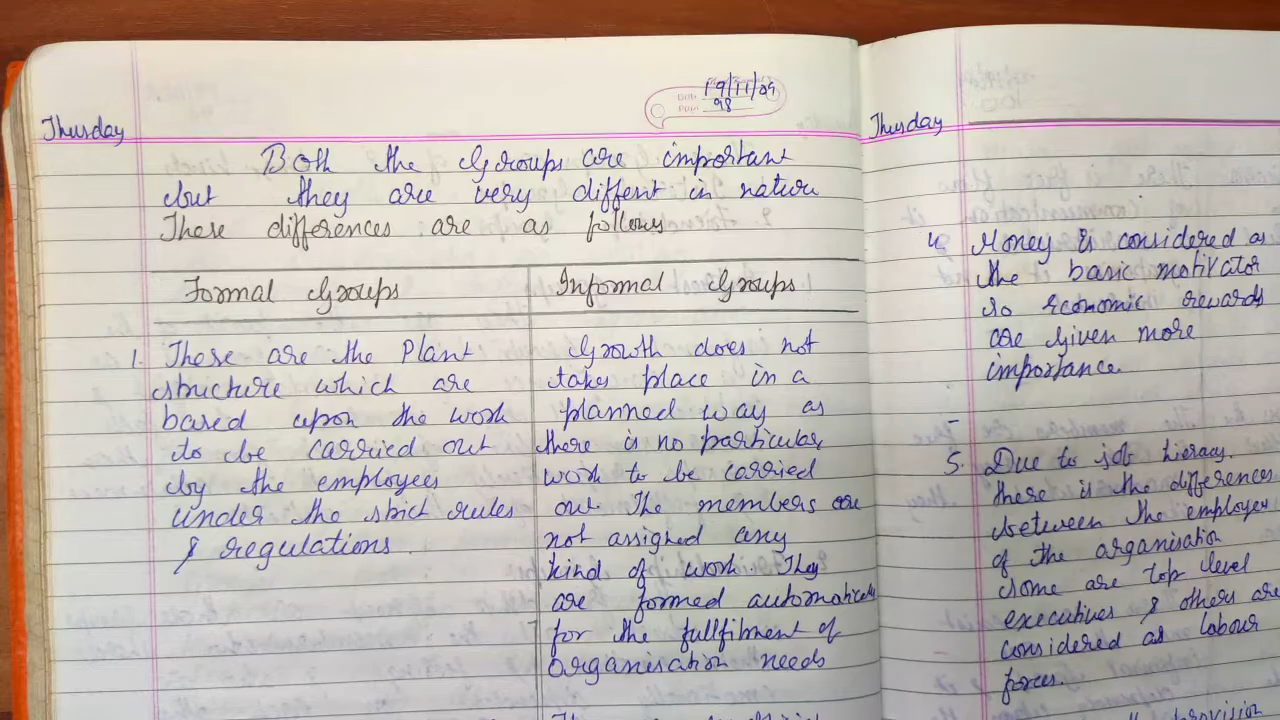 Thursday
19/11/09
98
Both the Groups are important
but they are very diffent in nature
These differences are as follows
Formal Groups
Informal Groups
1. These are the Plant
structure which are
based upon the work
to be carried out
by the employees
under the strict rules
& regulations.
Growth does not
takes place in a
planned way as
there is no particular
work to be carried
out. The members are
not assigned any
kind of work. They
are formed automatically
for the fullfilment of
organisation needs
Thursday
4. Money is considered as
the basic motivator
so economic rewards
are given more
importance.
5. Due to job hieracy.
there is the differences
between the employees
of the organisation
some are top level
executives & others are
considered as labour
forces.